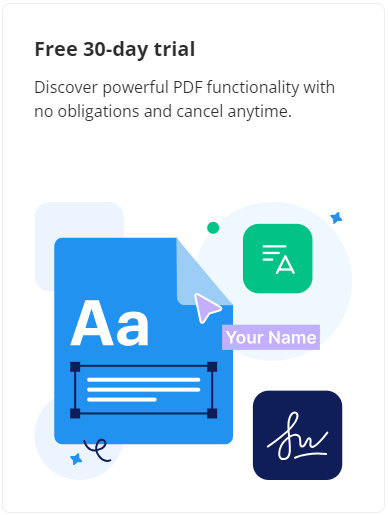 Free 30-day trial
Discover powerful PDF functionality with
no obligations and cancel anytime.
Aa
Your Name
A